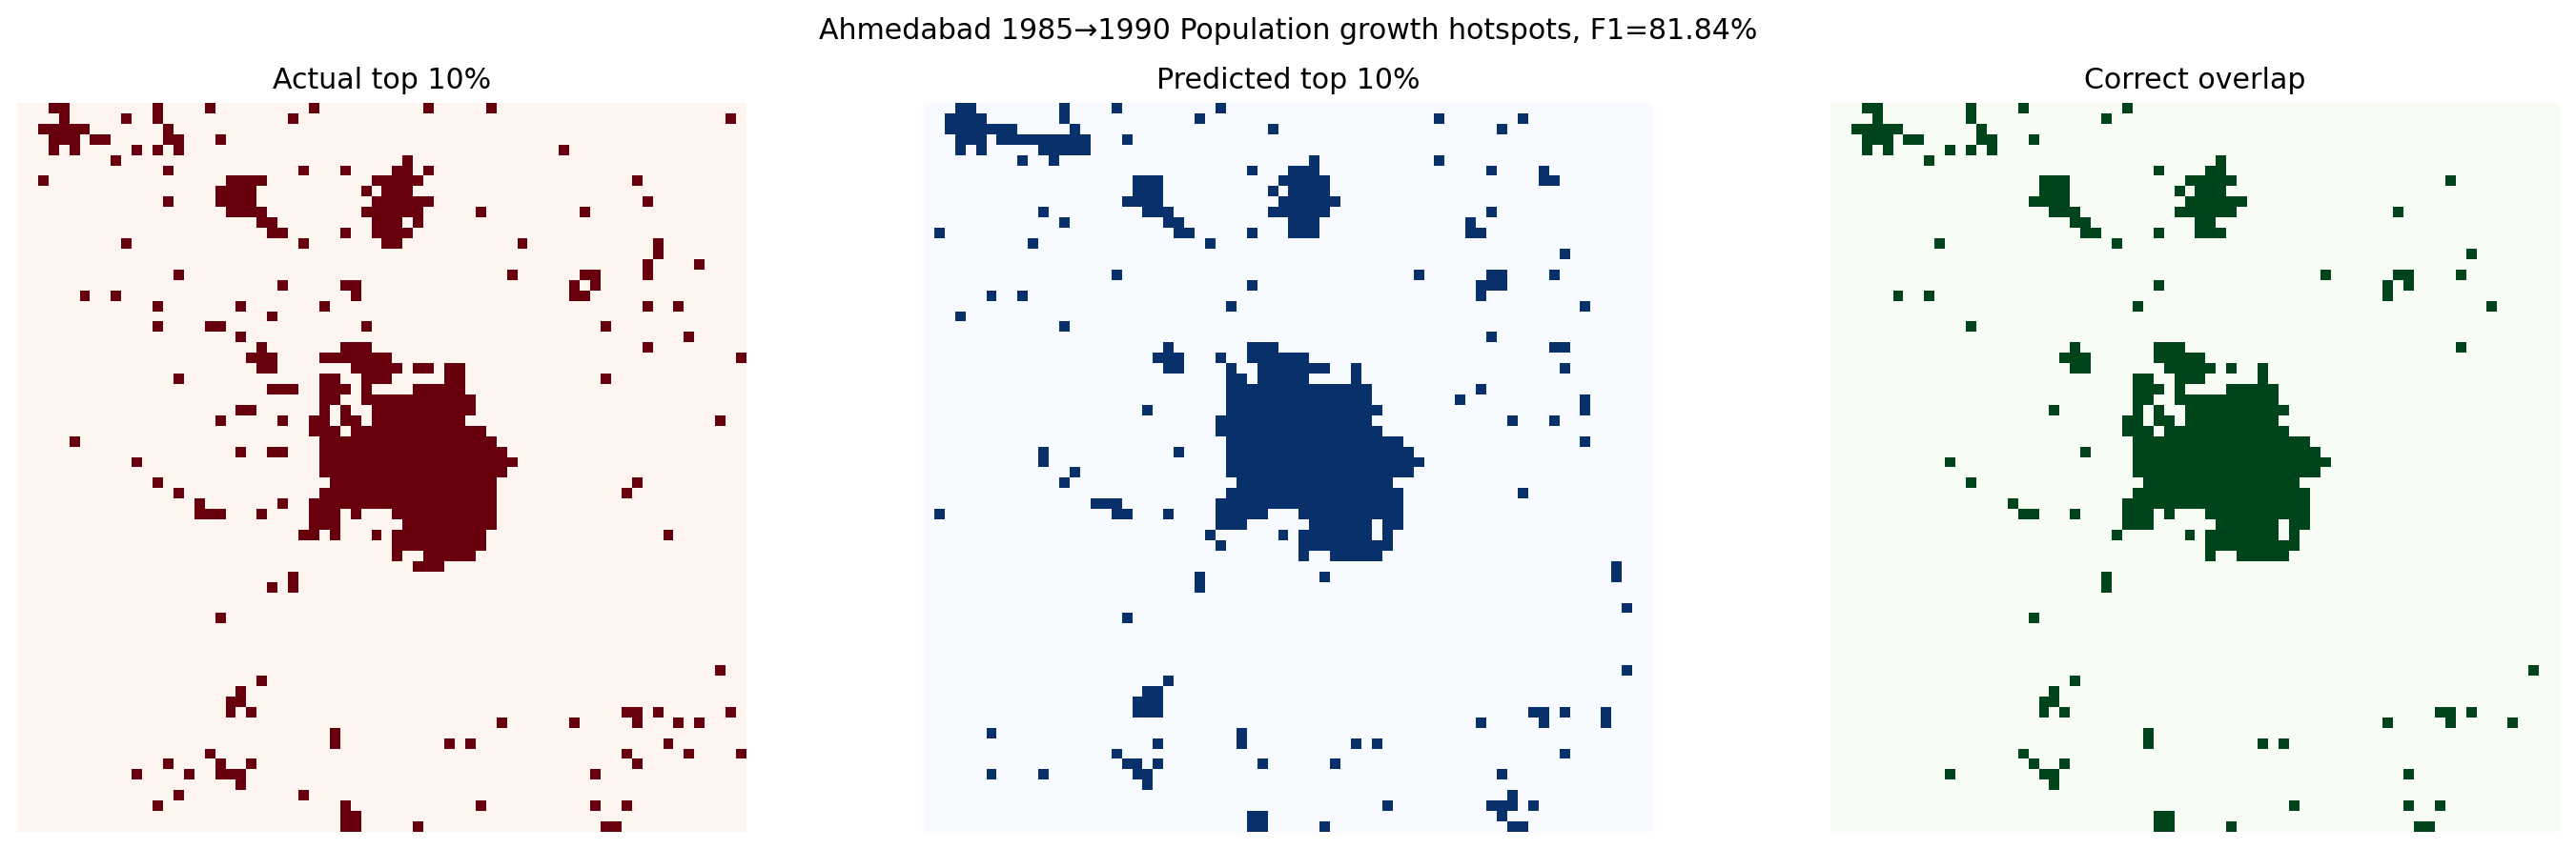 Ahmedabad 1985→1990 Population growth hotspots, F1=81.84%
Actual top 10%
Predicted top 10%
Correct overlap